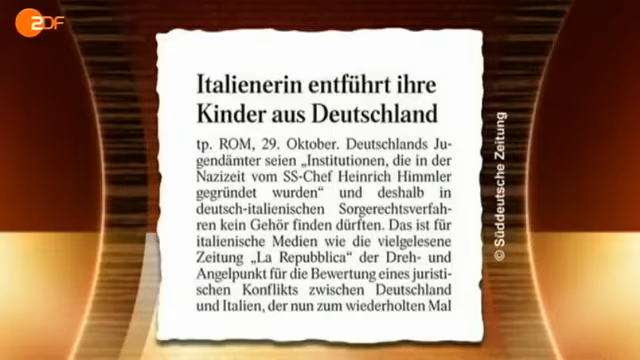 ZDF
Italienerin entführt ihre
Kinder aus Deutschland
tp. ROM, 29. Oktober. Deutschlands Ju-
gendämter seien „Institutionen, die in der
Nazizeit vom SS-Chef Heinrich Himmler
gegründet wurden“ und deshalb in
deutsch-italienischen Sorgerechtsverfah-
ren kein Gehör finden dürften. Das ist für
italienische Medien wie die vielgelesene
Zeitung „La Repubblica“ der Dreh- und
Angelpunkt für die Bewertung eines juristi-
schen Konflikts zwischen Deutschland
und Italien, der nun zum wiederholten Mal
© Süddeutsche Zeitung